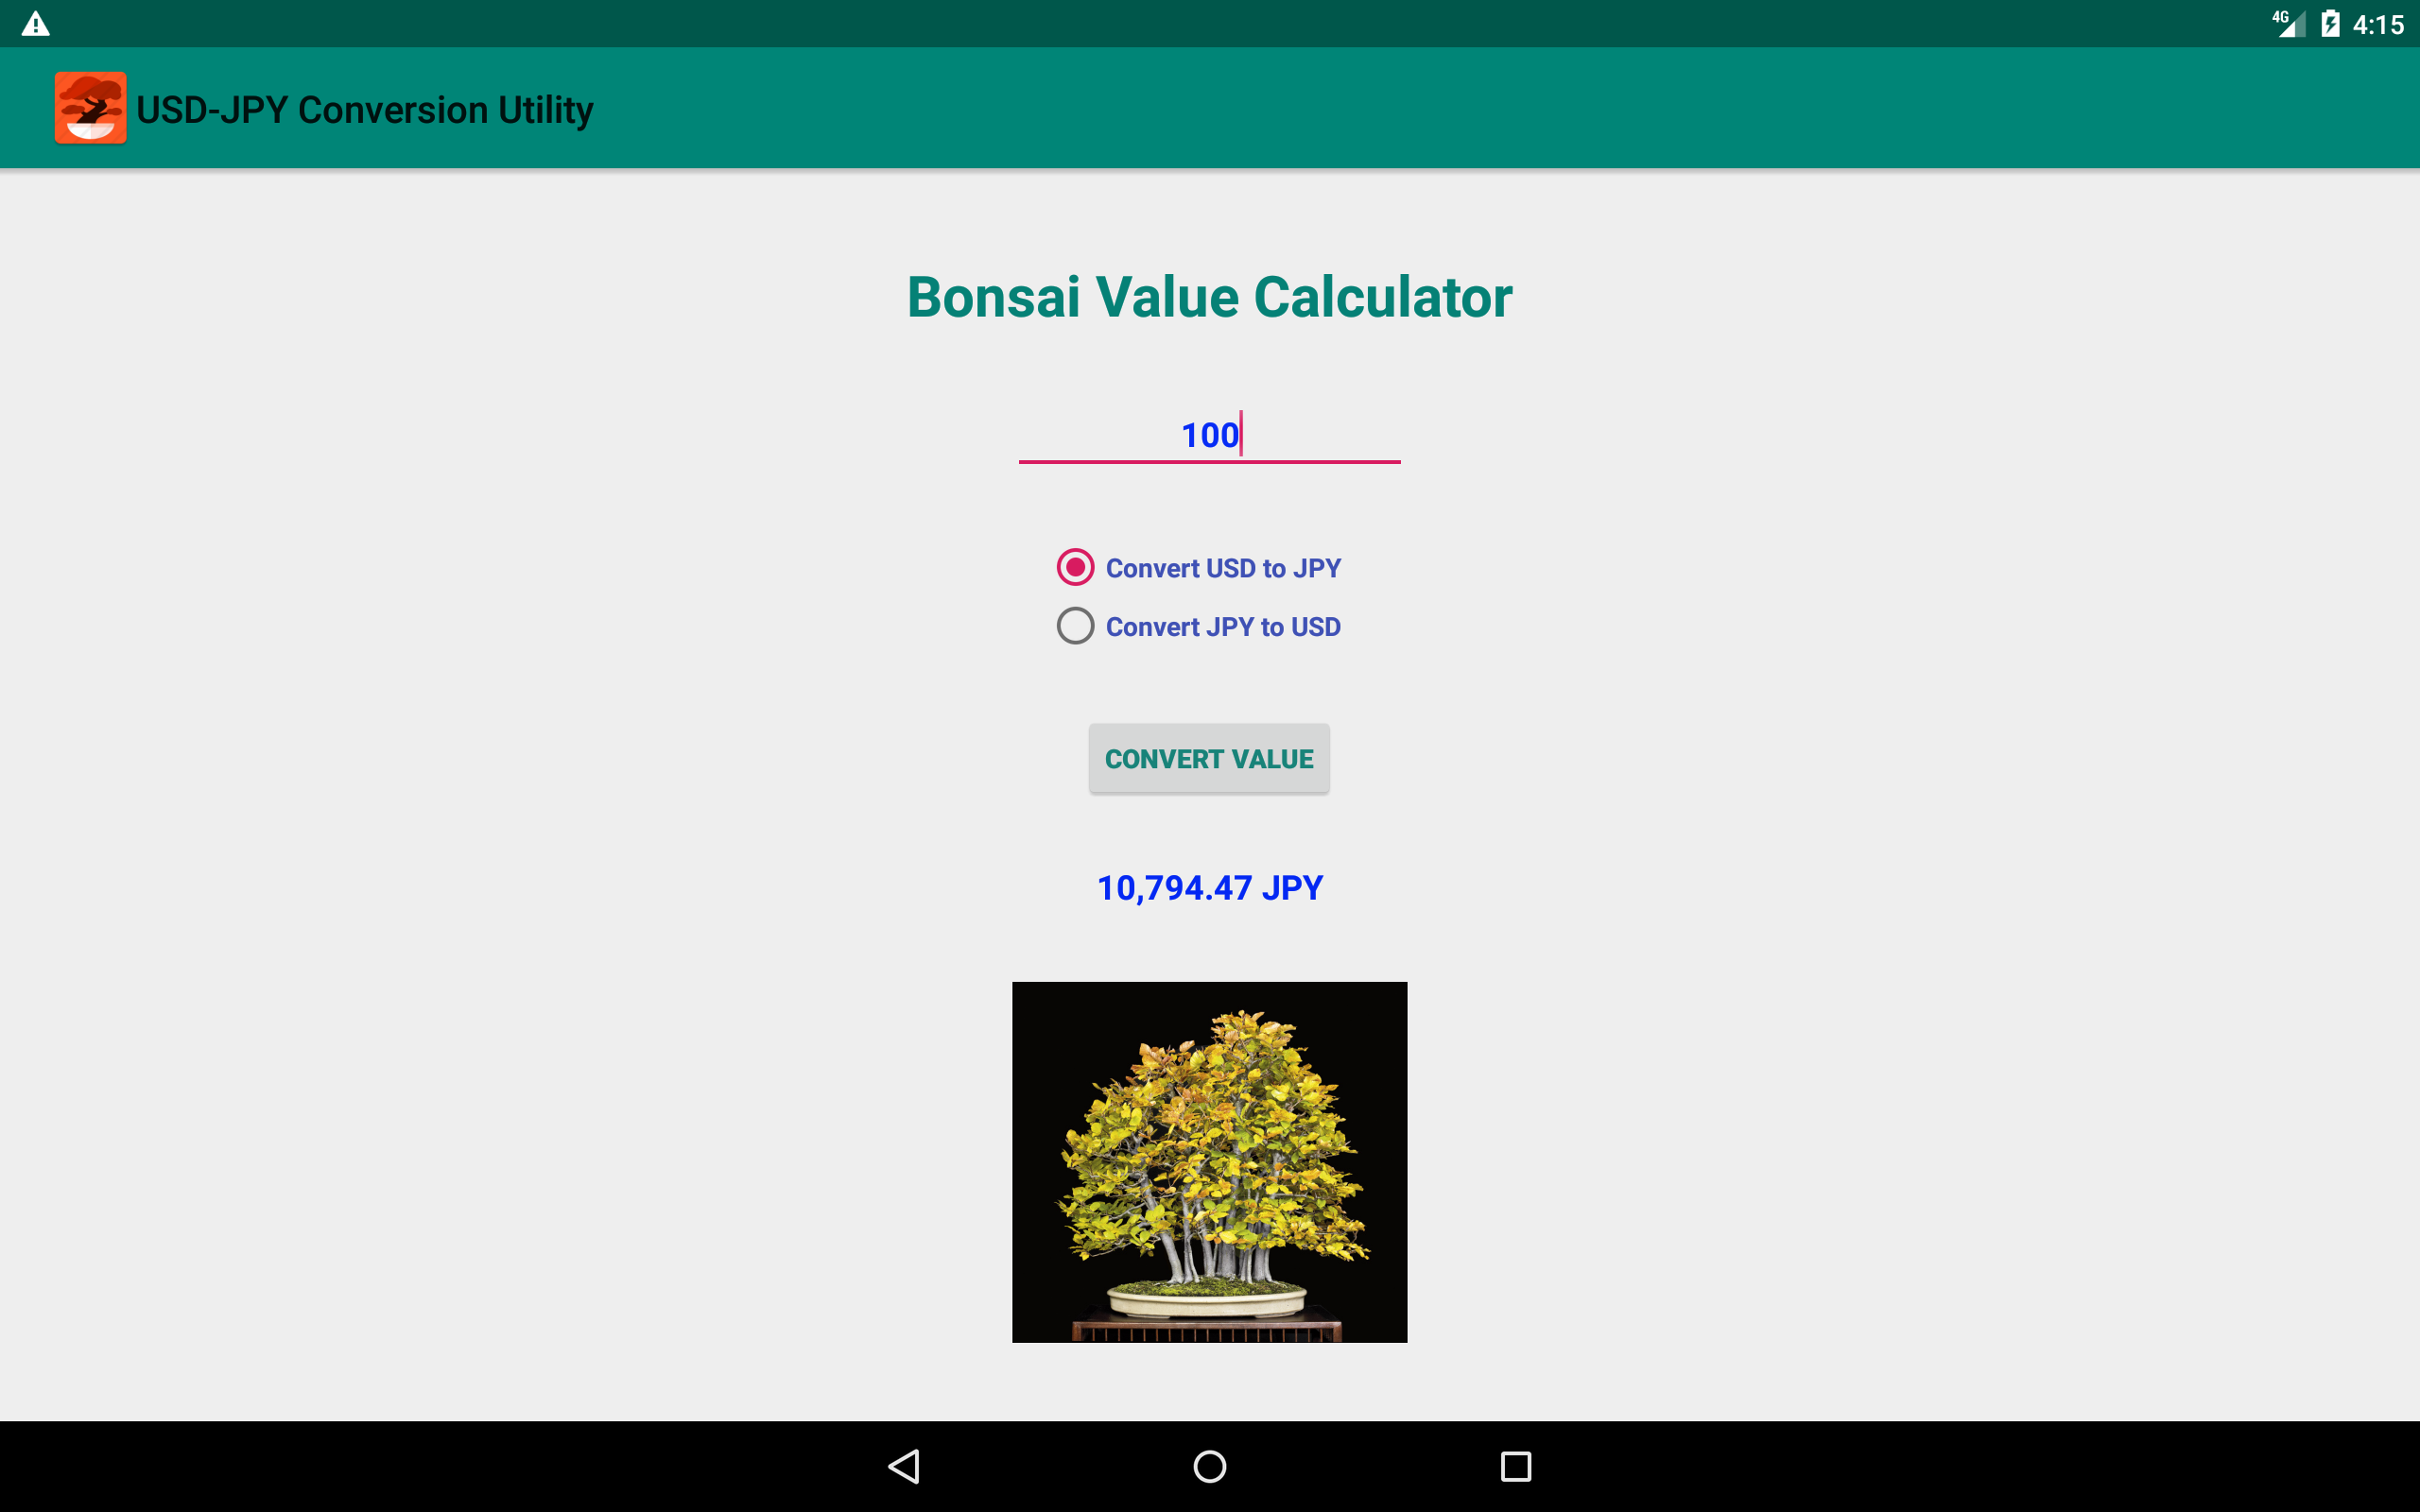 4G 4:15
USD-JPY Conversion Utility
Bonsai Value Calculator
100
Convert USD to JPY
Convert JPY to USD
CONVERT VALUE
10,794.47 JPY